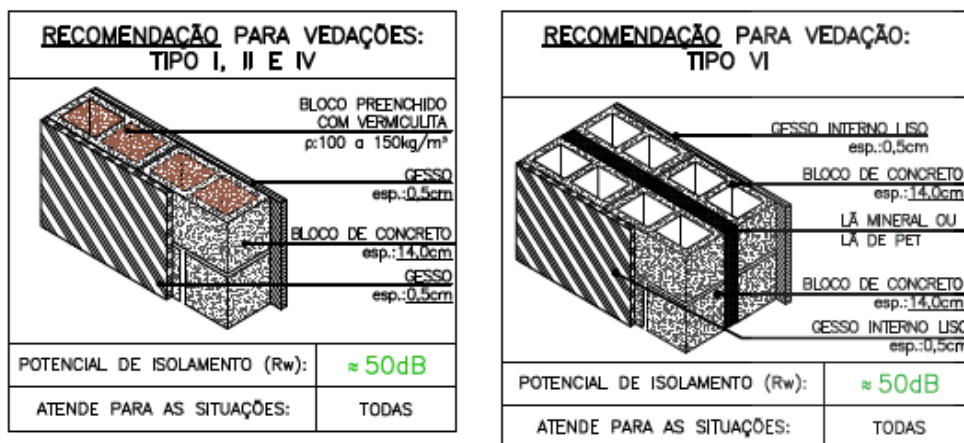 RECOMENDAÇÃO PARA VEDAÇÕES:
TIPO I, II E IV
BLOCO PREENCHIDO
COM VERMICULITA
ρ:100 a 150kg/m³
GESSO
esp.:0,5cm
BLOCO DE CONCRETO
esp.:14,0cm
GESSO
esp.:0,5cm
POTENCIAL DE ISOLAMENTO (Rw):
≈ 50dB
ATENDE PARA AS SITUAÇÕES:
TODAS
RECOMENDAÇÃO PARA VEDAÇÃO:
TIPO VI
GESSO INTERNO LISO
esp.:0,5cm
BLOCO DE CONCRETO
esp.:14,0cm
LÃ MINERAL OU
LÃ DE PET
BLOCO DE CONCRETO
esp.:14,0cm
GESSO INTERNO LISO
esp.:0,5cm
POTENCIAL DE ISOLAMENTO (Rw):
≈ 50dB
ATENDE PARA AS SITUAÇÕES:
TODAS